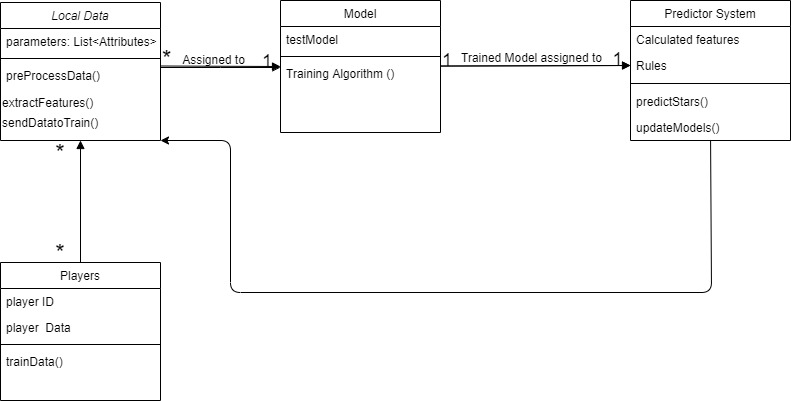 Local Data
parameters: List<Attributes>
preProcessData()
extractFeatures()
sendDatatoTrain()
*
Assigned to
1
Model
testModel
Training Algorithm ()
1
Trained Model assigned to
1
Predictor System
Calculated features
Rules
predictStars()
updateModels()
*
*
Players
player ID
player  Data
trainData()